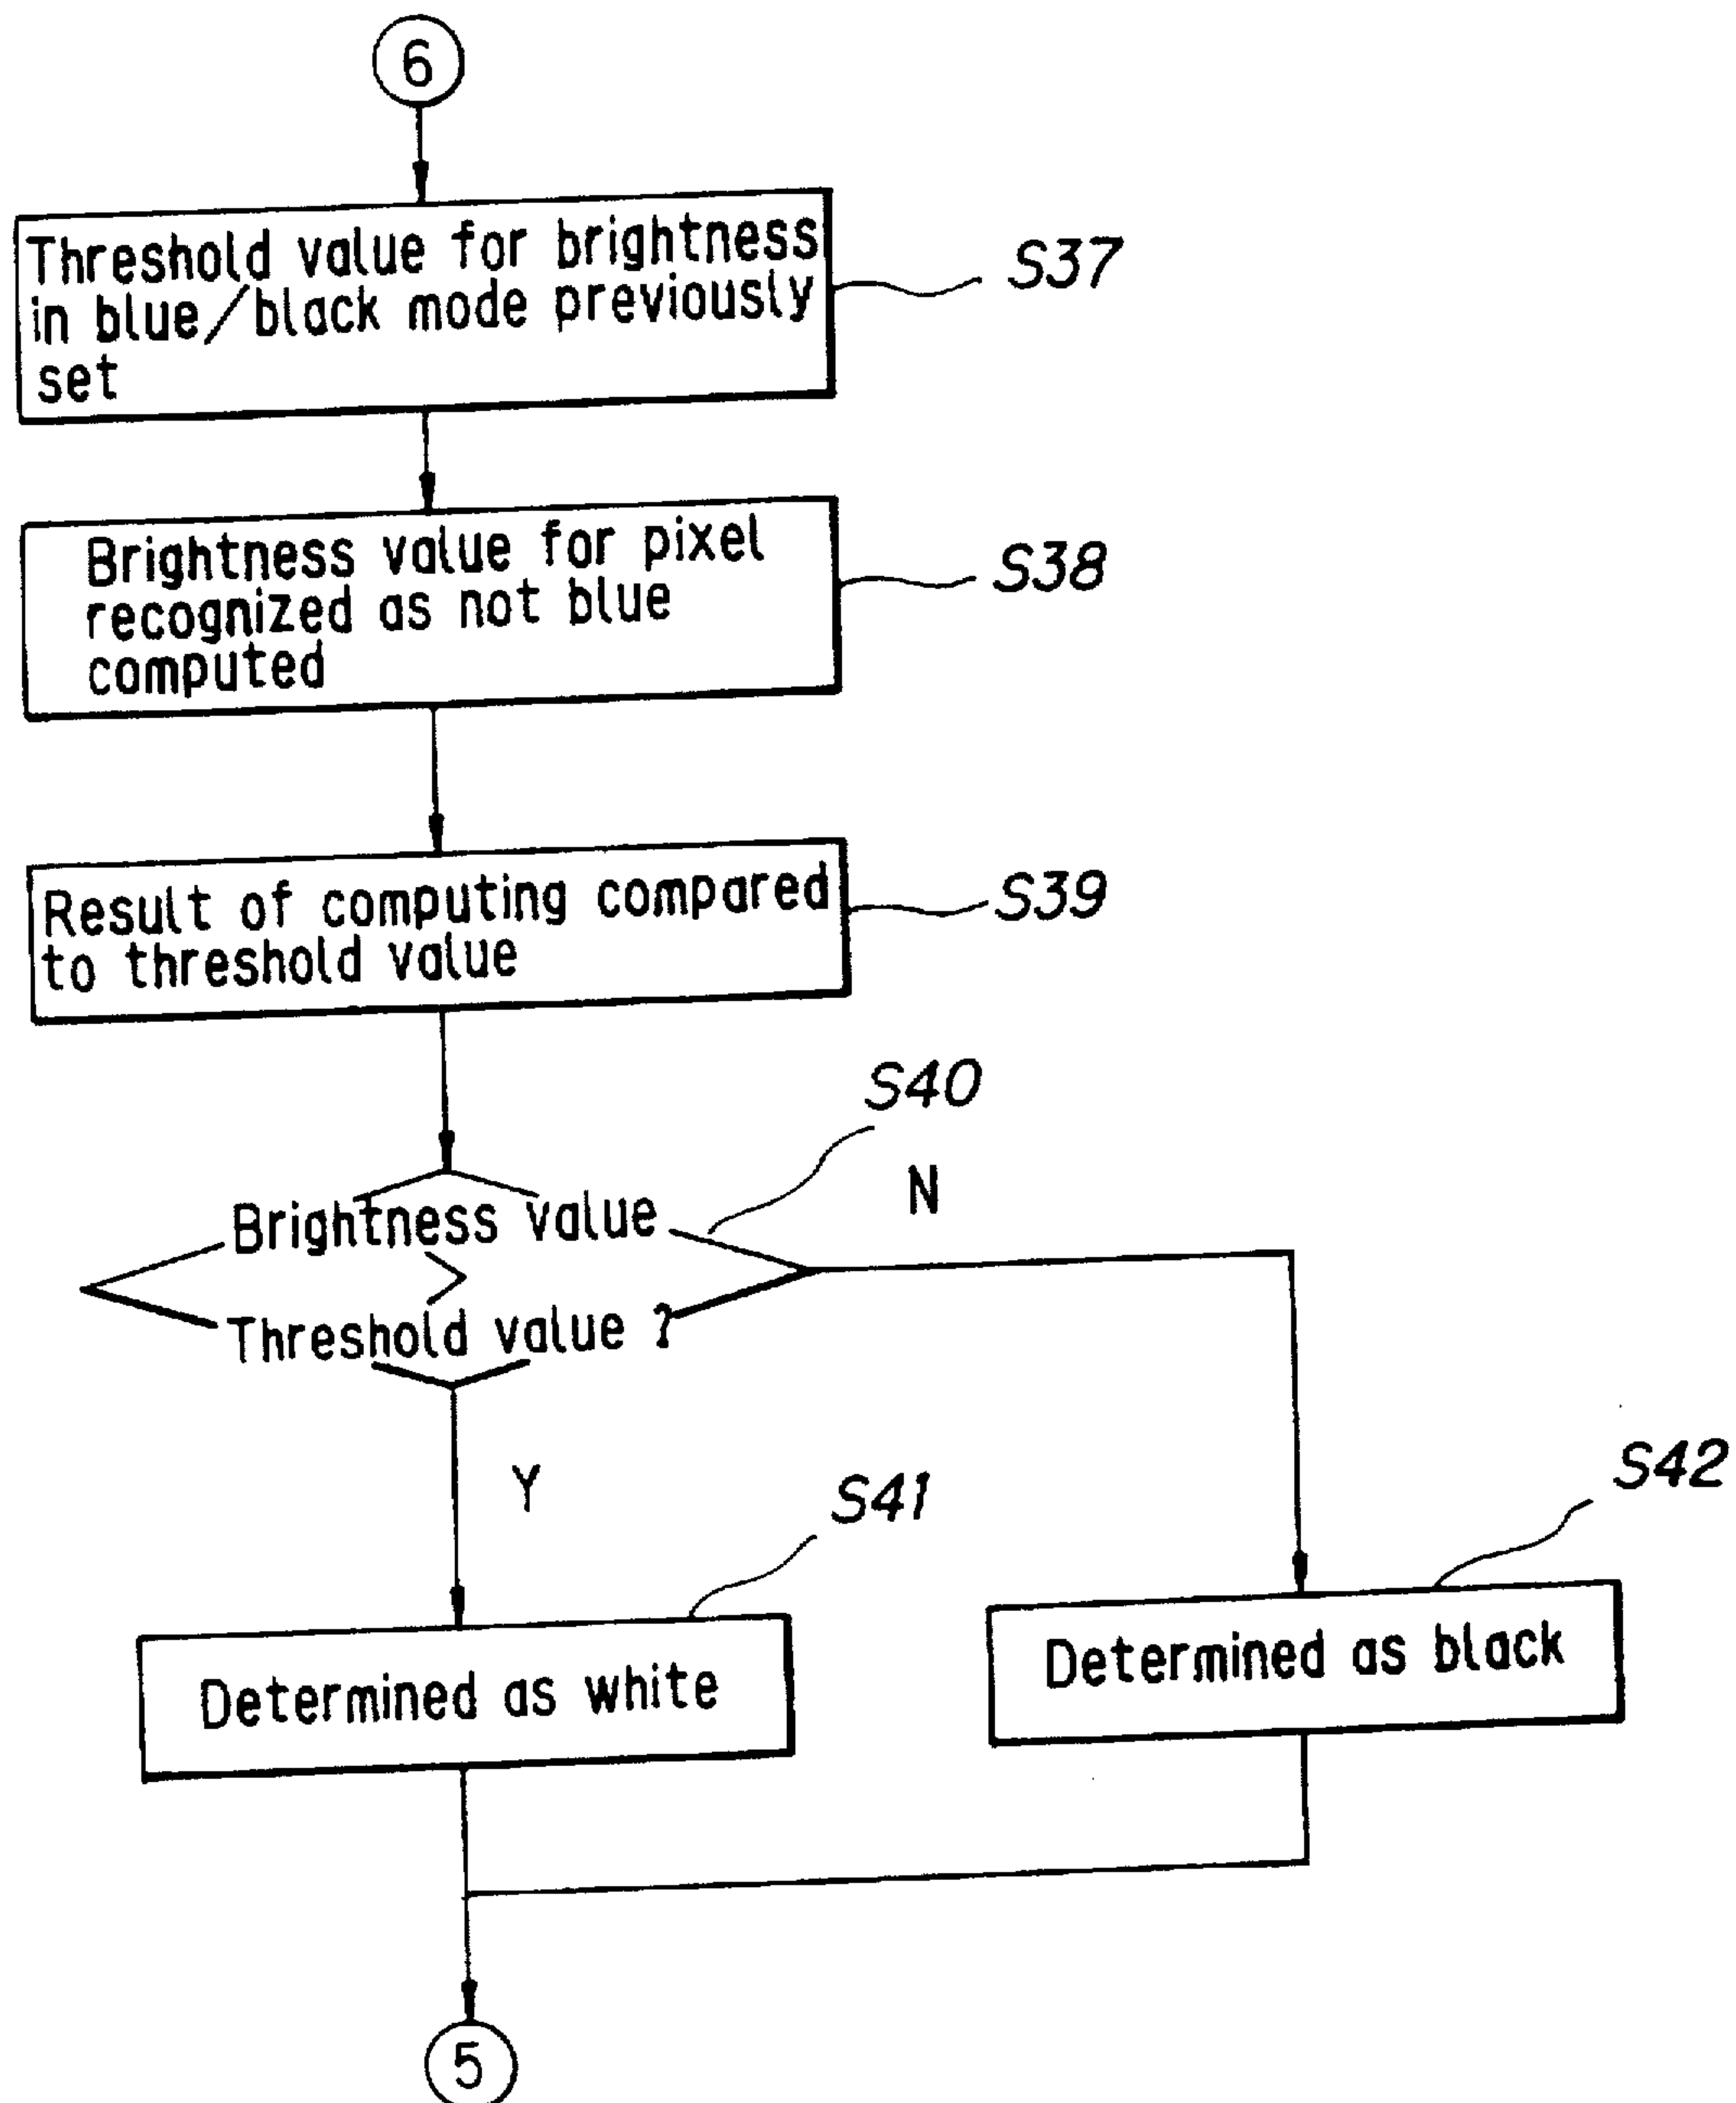 6
Threshold value for brightness
in blue/black mode previously
set
S37
Brightness value for pixel
recognized as not blue
computed
S38
Result of computing compared
to threshold value
S39
S40
N
Brightness value
>
Threshold value ?
Y
S41
S42
Determined as white
Determined as black
5